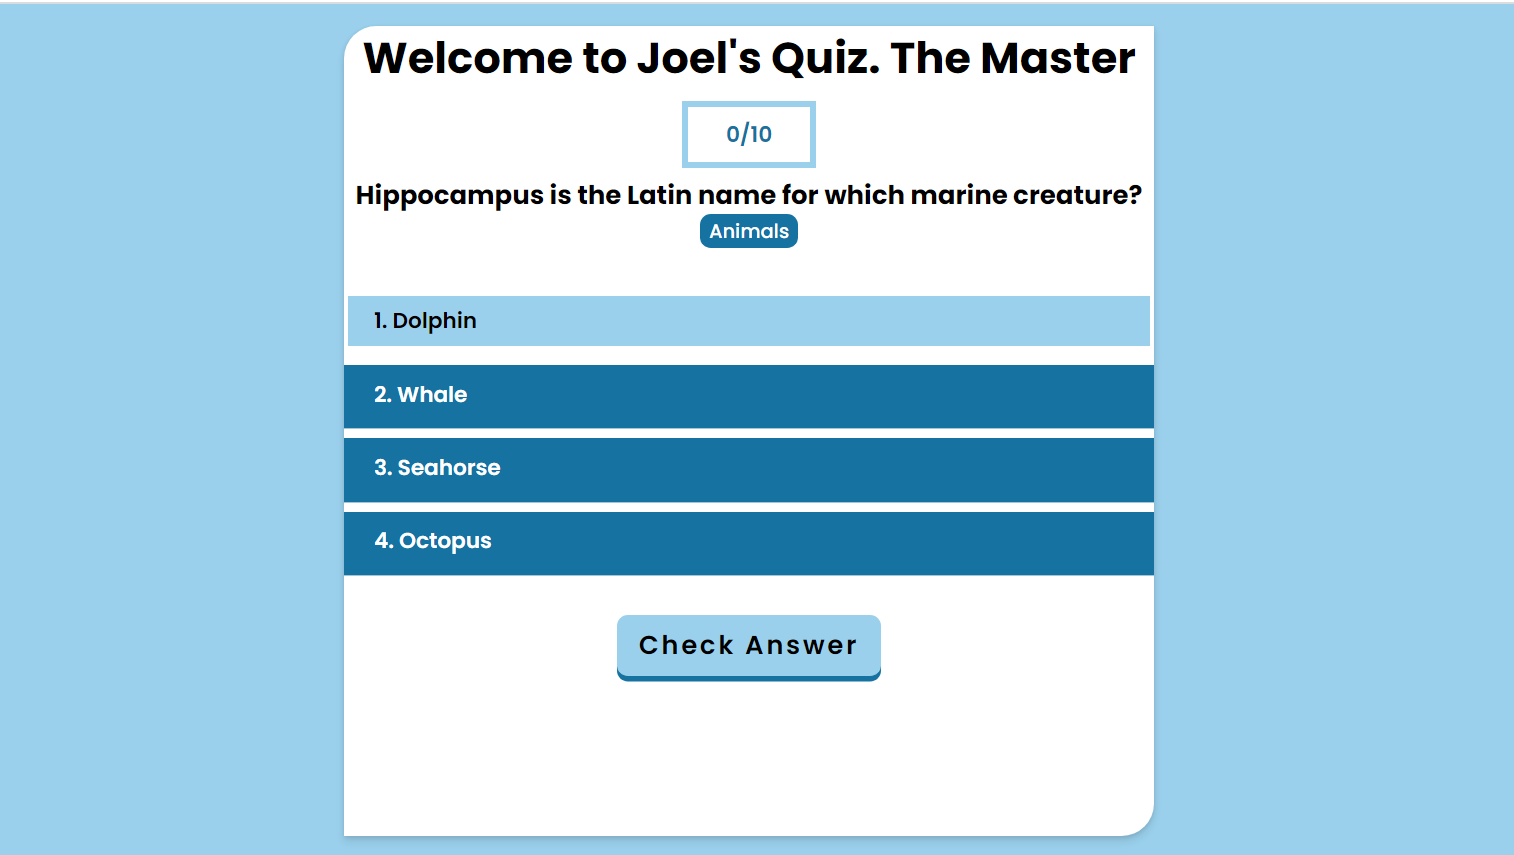 Welcome to Joel's Quiz. The Master
0/10
Hippocampus is the Latin name for which marine creature?
Animals
1. Dolphin
2. Whale
3. Seahorse
4. Octopus
Check Answer